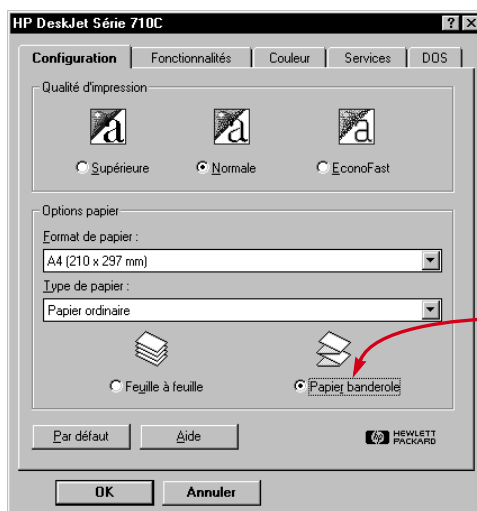 HP DeskJet Série 710C
Configuration Fonctionnalités Couleur Services DOS
Qualité d'impression
a a a
Supérieure Normale EconoFast
Options papier
Format de papier :
A4 (210 x 297 mm)
Type de papier :
Papier ordinaire
Feuille à feuille Papier banderole
Par défaut Aide hp HEWLETT
PACKARD
OK Annuler